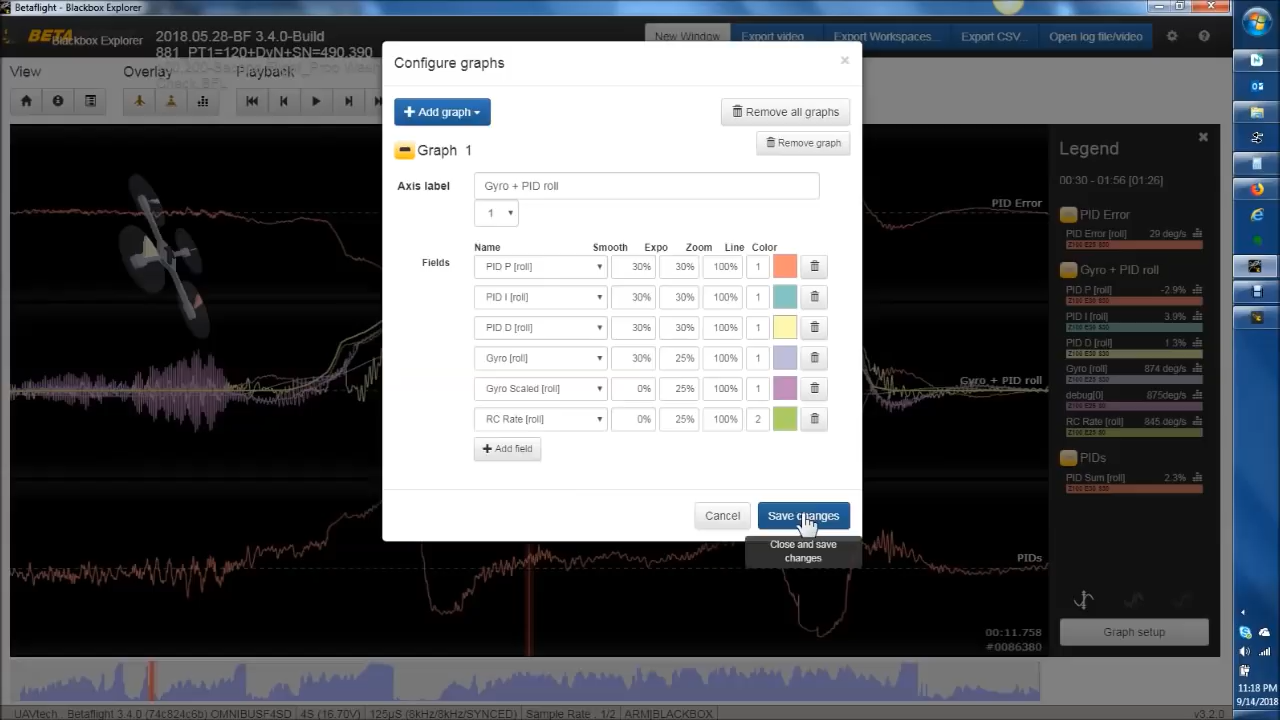 Betaflight - Blackbox Explorer
BETA
Blackbox Explorer
2018.05.28-BF 3.4.0-Build
881_PT1=120+DyN+SN=490,390
New Window
Export video
Export Workspaces...
Export CSV...
Open log file/video
View
Overlay
Playback
Configure graphs
Add graph
Remove all graphs
Graph 1
Remove graph
Axis label
Gyro + PID roll
1
Name Smooth Expo Zoom Line Color
Fields
PID P [roll] 30% 30% 100% 1
PID I [roll] 30% 30% 100% 1
PID D [roll] 30% 30% 100% 1
Gyro [roll] 30% 25% 100% 1
Gyro Scaled [roll] 0% 25% 100% 1
RC Rate [roll] 0% 25% 100% 2
Add field
Cancel
Save changes
Close and save
changes
PID Error
Gyro + PID roll
PIDs
00:11.758
#0086380
Legend
00:30 - 01:56 [01:26]
PID Error
PID Error [roll] 29 deg/s
Z100 E29 S30
Gyro + PID roll
PID P [roll] -2.9%
PID I [roll] 3.9%
PID D [roll] 1.3%
Gyro [roll] 874 deg/s
debug[0] 875deg/s
RC Rate [roll] 845 deg/s
PIDs
PID Sum [roll] 2.3%
Graph setup
UAVtech Betaflight 3.4.0 (74c824c6b) OMNIBUSF4SD 4S (16.70V) 125µS (8kHz/8kHz/SYNCED) Sample Rate : 1/2 ARM|BLACKBOX v3.2.0
11:18 PM
9/14/2018